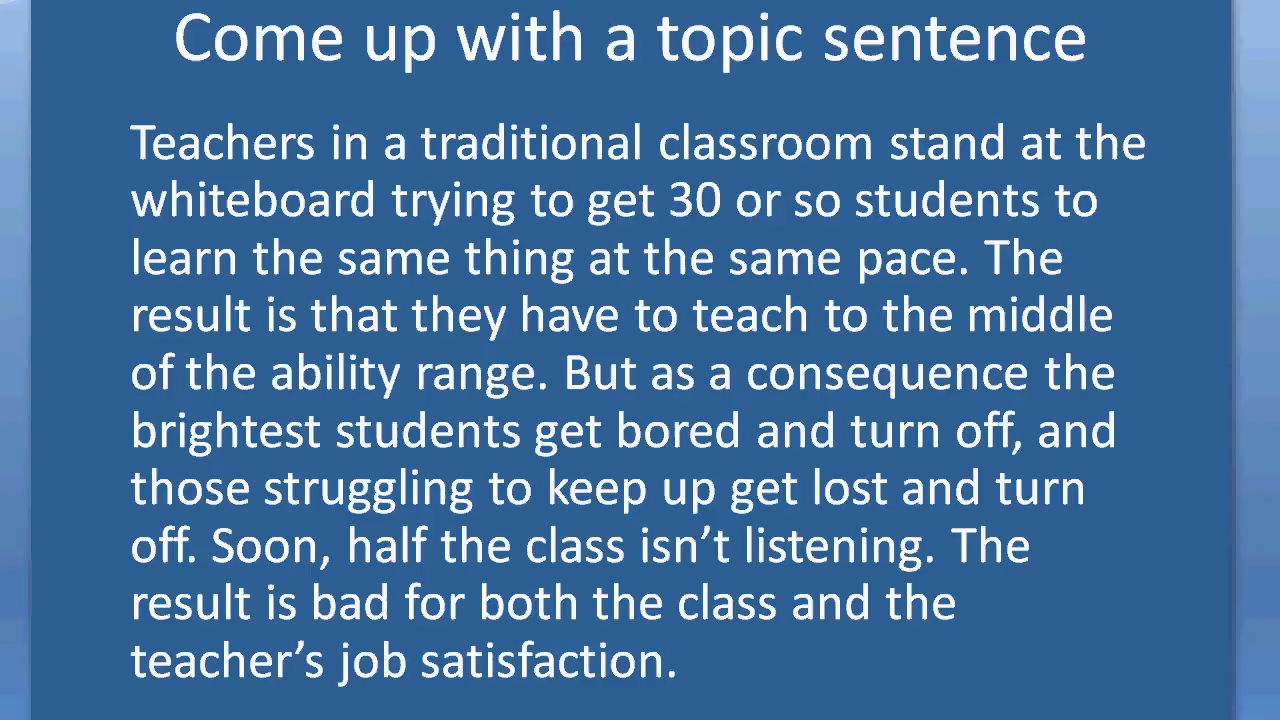 Come up with a topic sentence
Teachers in a traditional classroom stand at the
whiteboard trying to get 30 or so students to
learn the same thing at the same pace. The
result is that they have to teach to the middle
of the ability range. But as a consequence the
brightest students get bored and turn off, and
those struggling to keep up get lost and turn
off. Soon, half the class isn’t listening. The
result is bad for both the class and the
teacher’s job satisfaction.